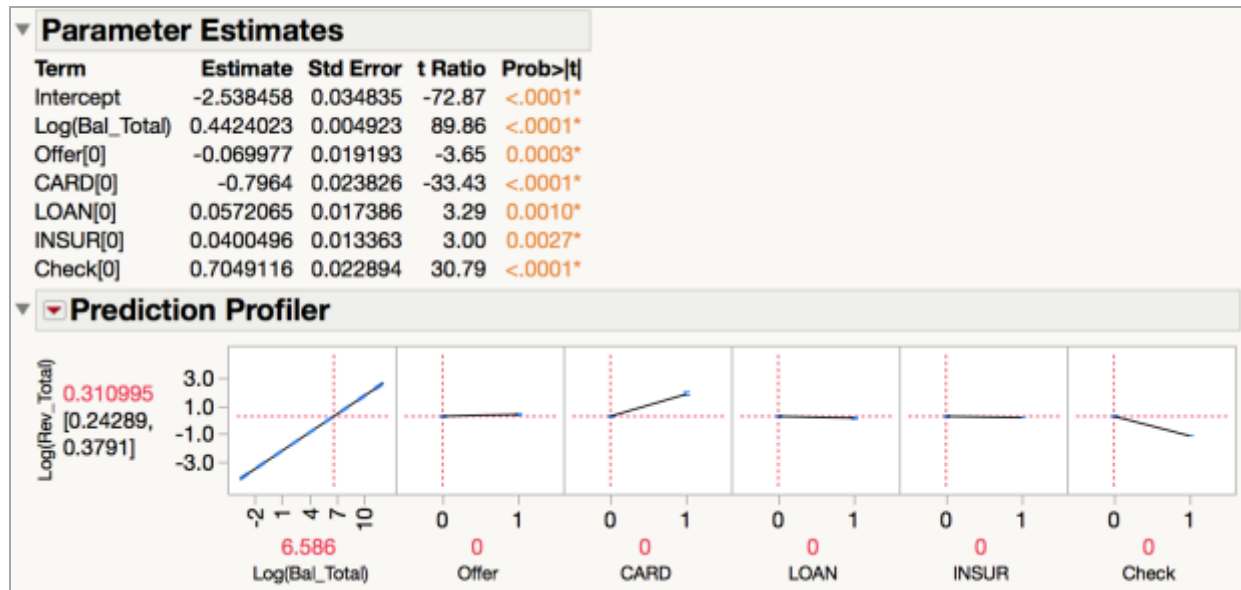 Parameter Estimates
Term Estimate Std Error t Ratio Prob>|t|
Intercept -2.538458 0.034835 -72.87 <.0001*
Log(Bal_Total) 0.4424023 0.004923 89.86 <.0001*
Offer[0] -0.069977 0.019193 -3.65 0.0003*
CARD[0] -0.7964 0.023826 -33.43 <.0001*
LOAN[0] 0.0572065 0.017386 3.29 0.0010*
INSUR[0] 0.0400496 0.013363 3.00 0.0027*
Check[0] 0.7049116 0.022894 30.79 <.0001*
Prediction Profiler
Log(Rev_Total)
0.310995
[0.24289,
0.3791]
3.0
1.0
-1.0
-3.0
-2 1 4 7 10 0 1 0 1 0 1 0 1 0 1
6.586 0 0 0 0 0
Log(Bal_Total) Offer CARD LOAN INSUR Check